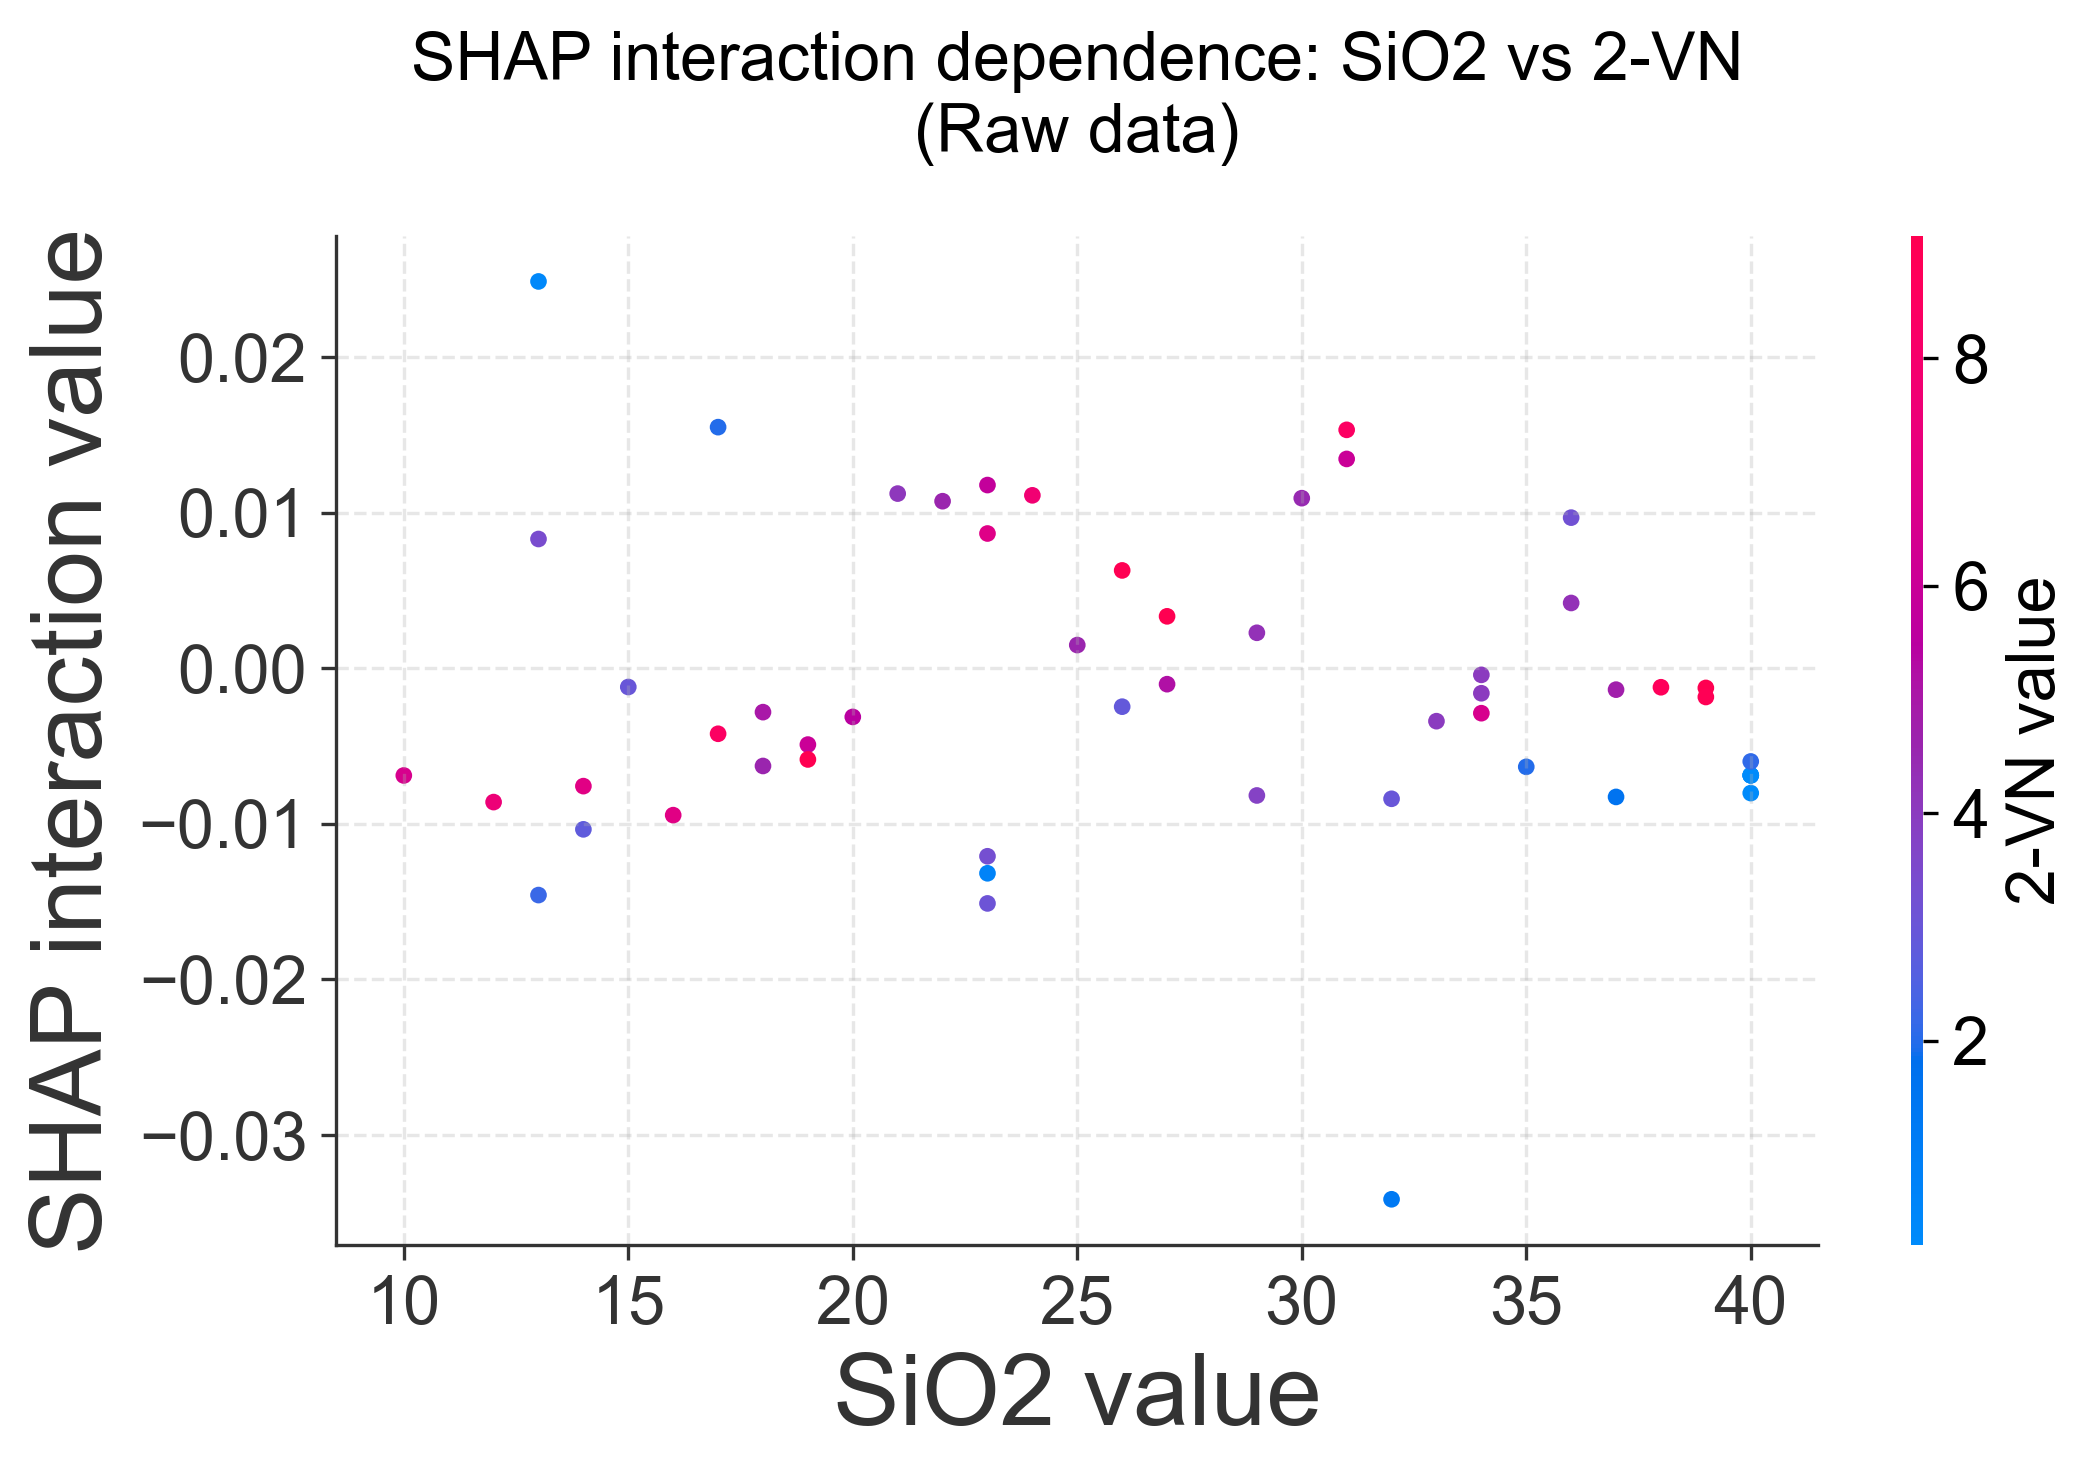 SHAP interaction dependence: SiO2 vs 2-VN
(Raw data)
SHAP interaction value
0.02
0.01
0.00
−0.01
−0.02
−0.03
10 15 20 25 30 35 40
SiO2 value
8
6
4
2
2-VN value